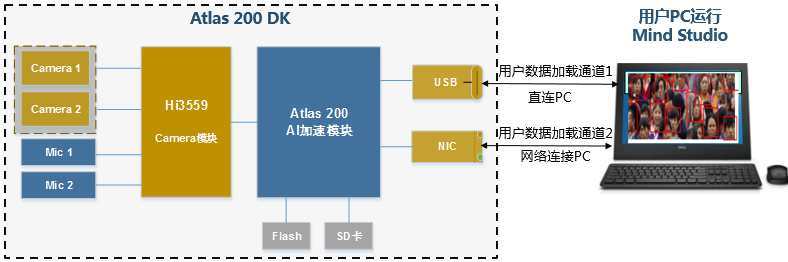 Atlas 200 DK
用户PC运行
Mind Studio
Camera 1
Camera 2
Mic 1
Mic 2
Hi3559
Camera模块
Atlas 200
AI加速模块
USB
NIC
Flash
SD卡
用户数据加载通道1
直连PC
用户数据加载通道2
网络连接PC